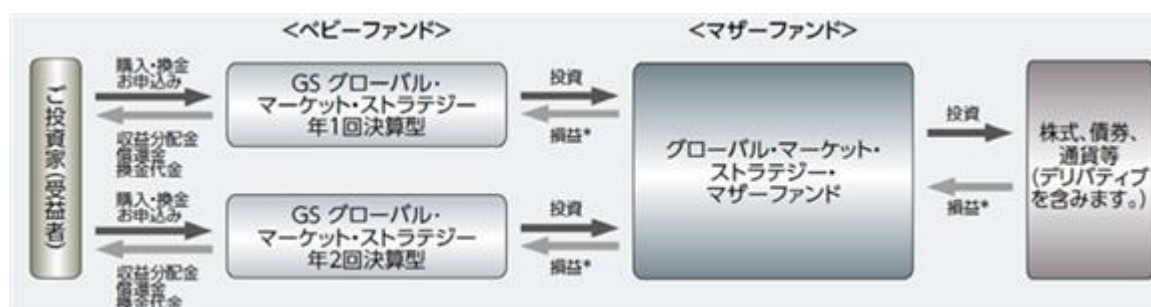 <ベビーファンド>
<マザーファンド>
ご投資家(受益者)
購入・換金
お申込み
収益分配金
償還金
換金代金
GS グローバル・
マーケット・ストラテジー
年1回決算型
投資
損益*
購入・換金
お申込み
収益分配金
償還金
換金代金
GS グローバル・
マーケット・ストラテジー
年2回決算型
投資
損益*
グローバル・マーケット・
ストラテジー・
マザーファンド
投資
損益*
株式、債券、
通貨等
(デリバティブ
を含みます。)